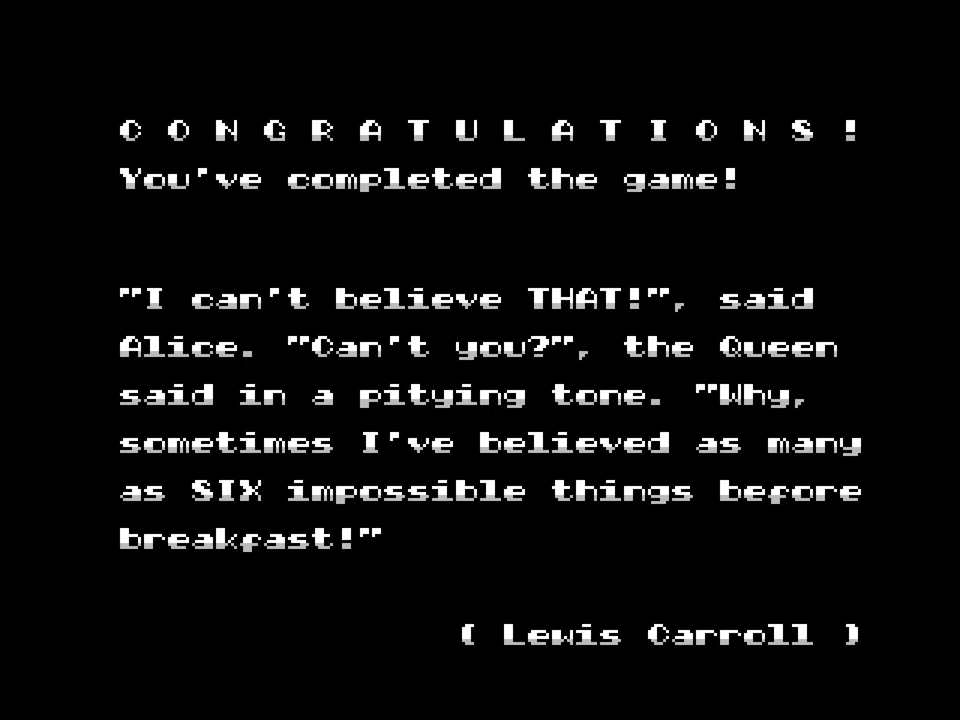 C O N G R A T U L A T I O N S !
You've completed the game!
"I can't believe THAT!", said
Alice. "Can't you?", the Queen
said in a pitying tone. "Why,
sometimes I've believed as many
as SIX impossible things before
breakfast!"
( Lewis Carroll )